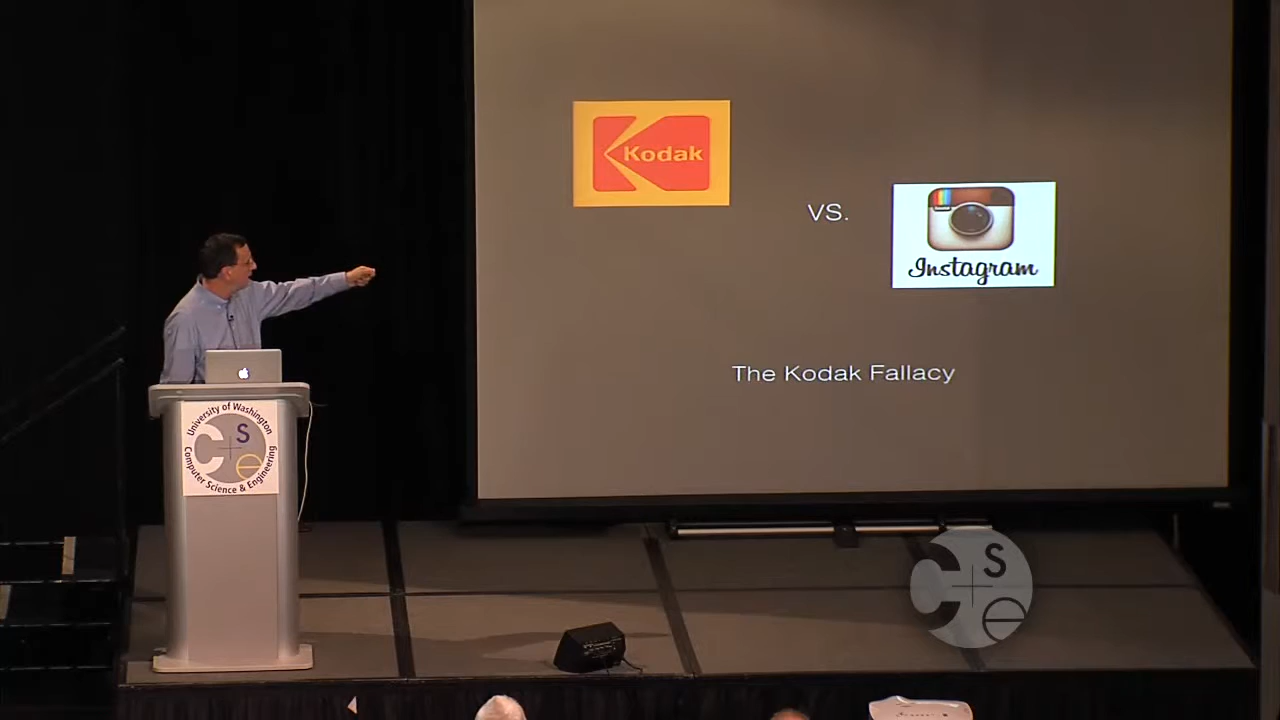 Kodak
VS.
Instagram
The Kodak Fallacy
University of Washington
C S e
Computer Science & Engineering
C S e